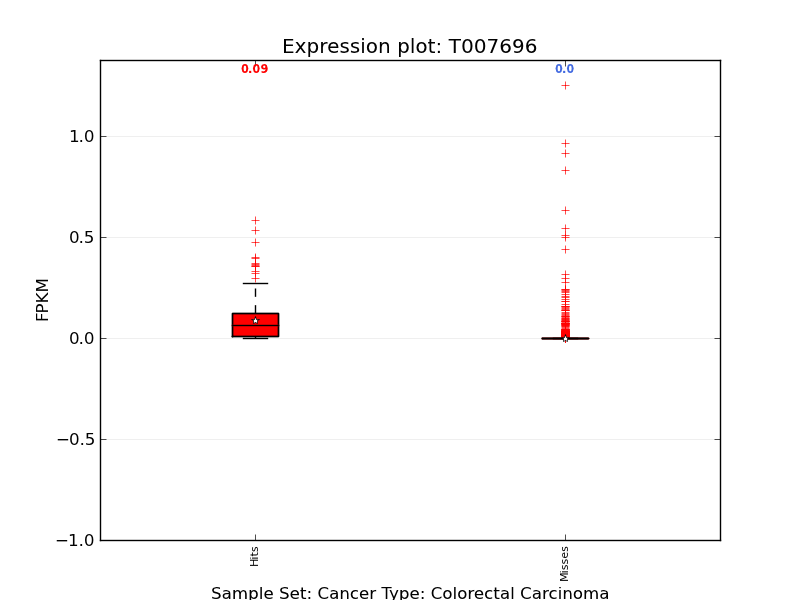 Expression plot: T007696
0.09
0.0
1.0
0.5
0.0
−0.5
−1.0
FPKM
Hits
Misses
Sample Set: Cancer Type: Colorectal Carcinoma